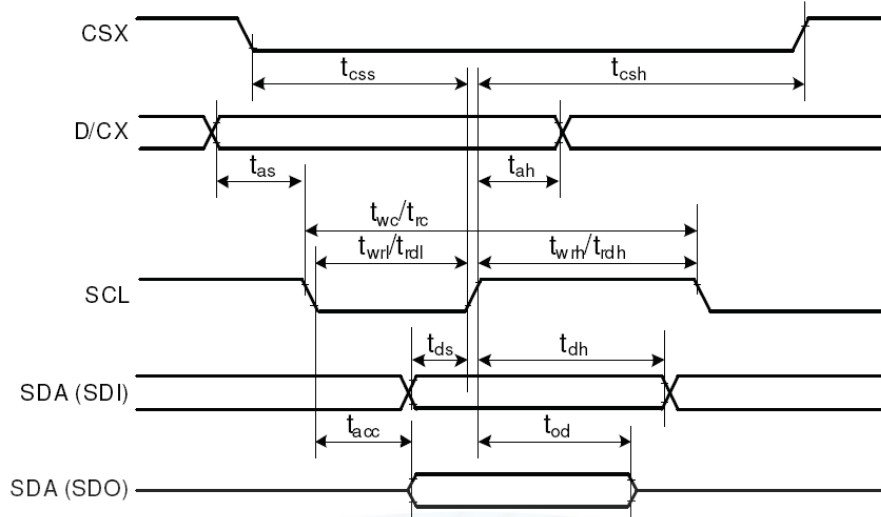 CSX
tcss tcsh
D/CX
tas tah
twc/trc
twrl/trdl twrh/trdh
SCL
tds tdh
SDA (SDI)
tacc tod
SDA (SDO)